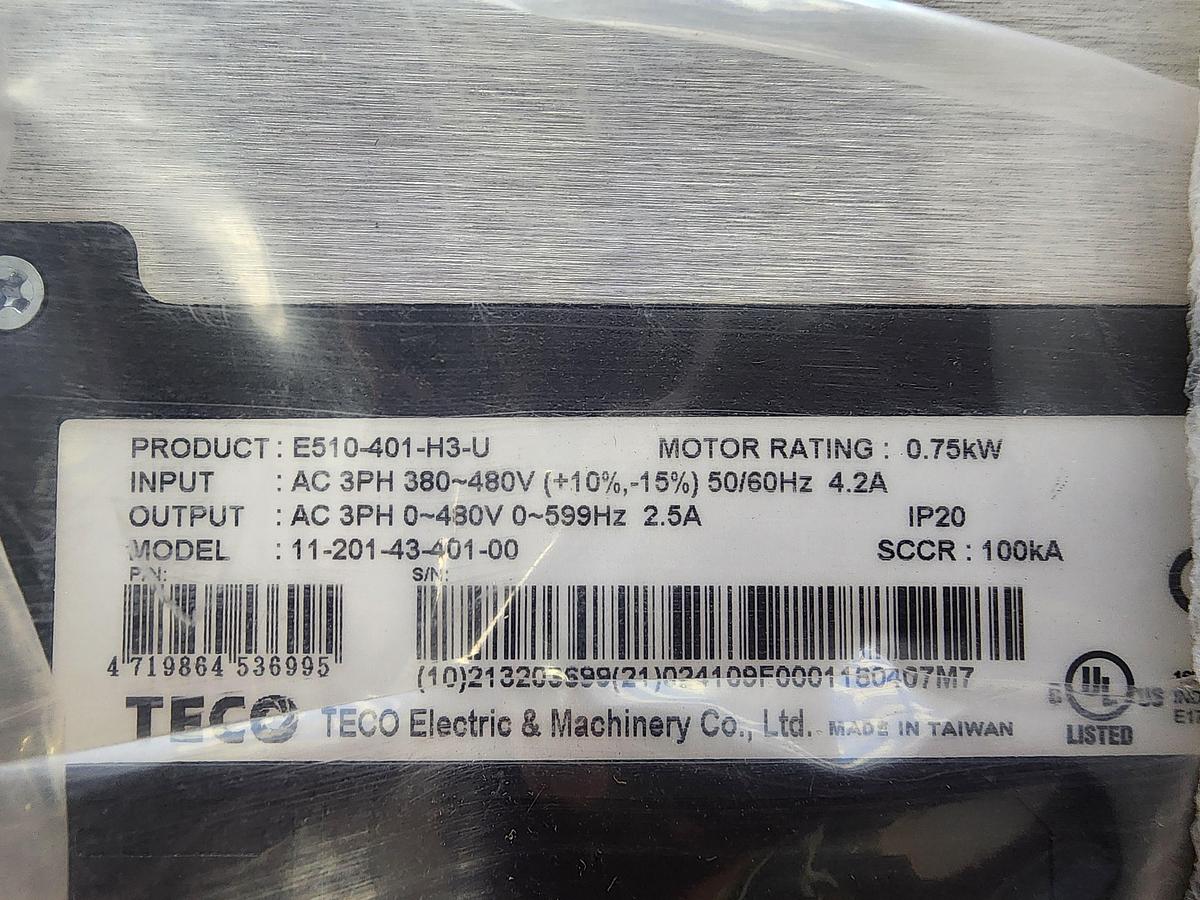 PRODUCT : E510-401-H3-U MOTOR RATING : 0.75kW
INPUT : AC 3PH 380~480V (+10%,-15%) 50/60Hz 4.2A
OUTPUT : AC 3PH 0~480V 0~599Hz 2.5A IP20
MODEL : 11-201-43-401-00 SCCR : 100kA
P/N: S/N:
4 719864 536995
TECO TECO Electric & Machinery Co., Ltd. MADE IN TAIWAN
UL US
LISTED